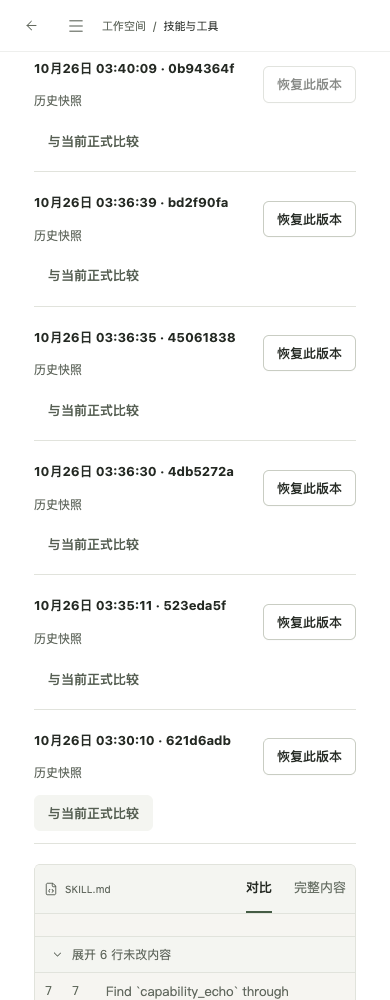 工作空间 / 技能与工具
10月26日 03:40:09 · 0b94364f
恢复此版本
历史快照
与当前正式比较
10月26日 03:36:39 · bd2f90fa
恢复此版本
历史快照
与当前正式比较
10月26日 03:36:35 · 45061838
恢复此版本
历史快照
与当前正式比较
10月26日 03:36:30 · 4db5272a
恢复此版本
历史快照
与当前正式比较
10月26日 03:35:11 · 523eda5f
恢复此版本
历史快照
与当前正式比较
10月26日 03:30:10 · 621d6adb
恢复此版本
历史快照
与当前正式比较
SKILL.md 对比 完整内容
展开 6 行未改内容
7 7 Find `capability_echo` through